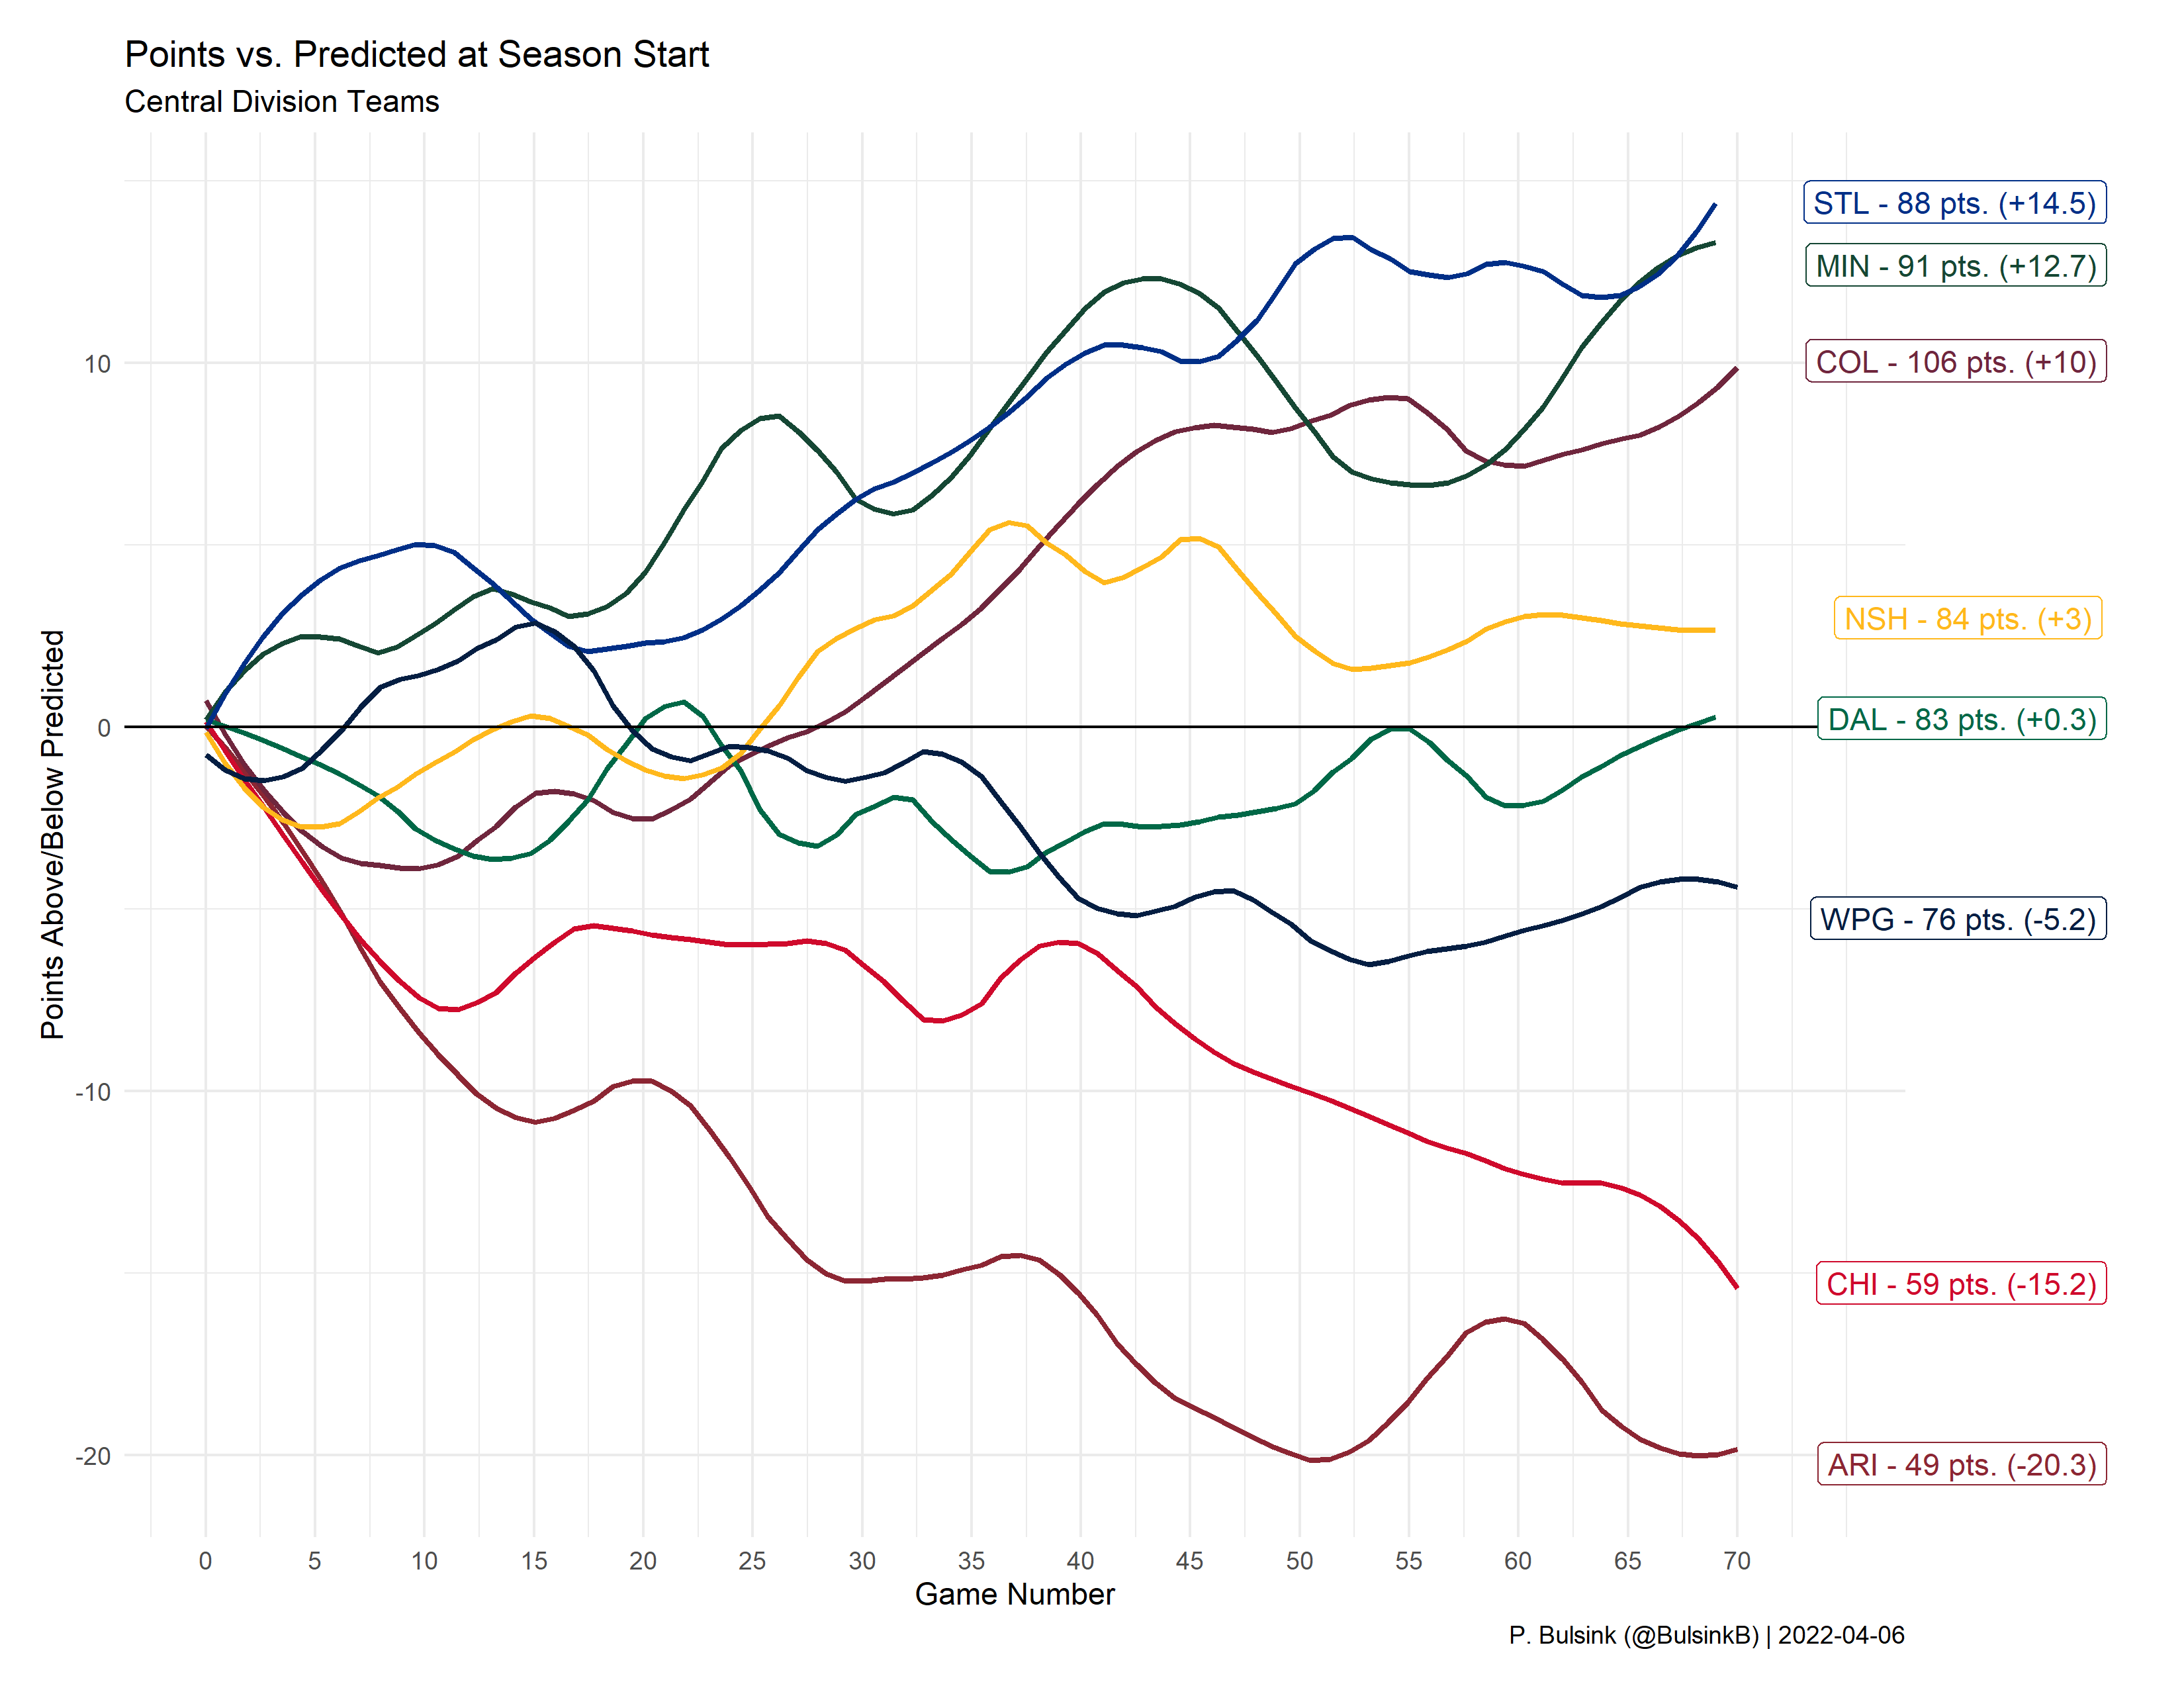 Points vs. Predicted at Season Start
Central Division Teams
Points Above/Below Predicted
10
0
-10
-20
STL - 88 pts. (+14.5)
MIN - 91 pts. (+12.7)
COL - 106 pts. (+10)
NSH - 84 pts. (+3)
DAL - 83 pts. (+0.3)
WPG - 76 pts. (-5.2)
CHI - 59 pts. (-15.2)
ARI - 49 pts. (-20.3)
0 5 10 15 20 25 30 35 40 45 50 55 60 65 70
Game Number
P. Bulsink (@BulsinkB) | 2022-04-06